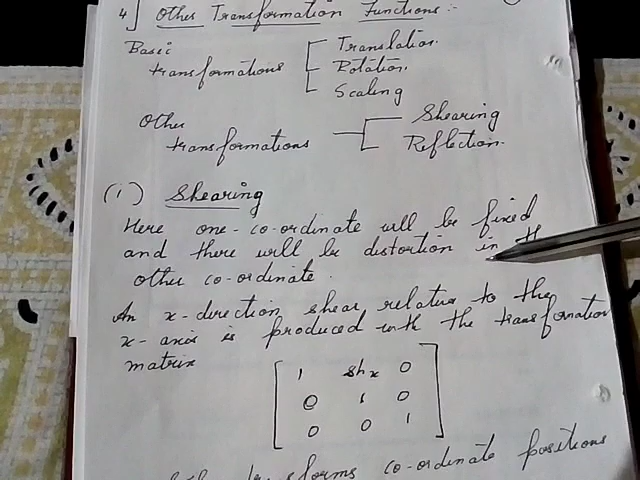 4] Other Transformation Functions :-
Basic
transformations
Translation.
Rotation.
Scaling
Other
transformations
Shearing
Reflection.
(i) Shearing
Here one-co-ordinate will be fixed
and there will be distortion in th
other co-ordinate.
An x-direction shear relative to the
x-axis is produced with the transformation
matrix
1 shx 0
0 1 0
0 0 1
transforms co-ordinate positions